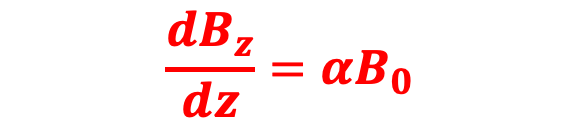 dB_z/dz = αB_0